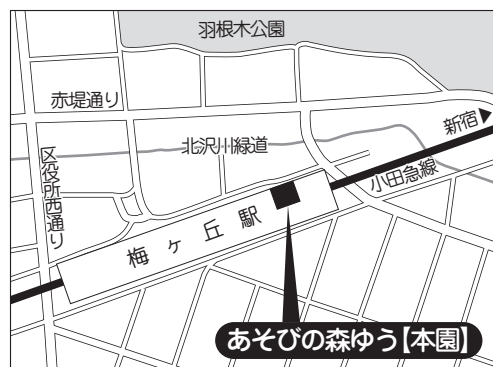 羽根木公園
赤堤通り
新宿▶
北沢川緑道
区役所西通り
小田急線
梅ヶ丘駅
あそびの森ゆう【本園】